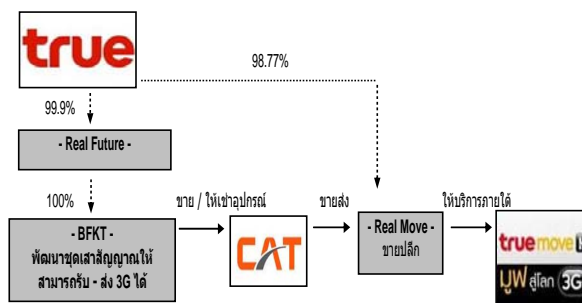 true
98.77%
99.9%
- Real Future -
100%
ขาย / ให้เช่าอุปกรณ์
ขายส่ง
ให้บริการภายใต้
- BFKT -
พัฒนาชุดเสาสัญญาณให้
สามารถรับ - ส่ง 3G ได้
CAT
- Real Move -
ขายปลีก
truemove
มูฟ สู่โลก 3G